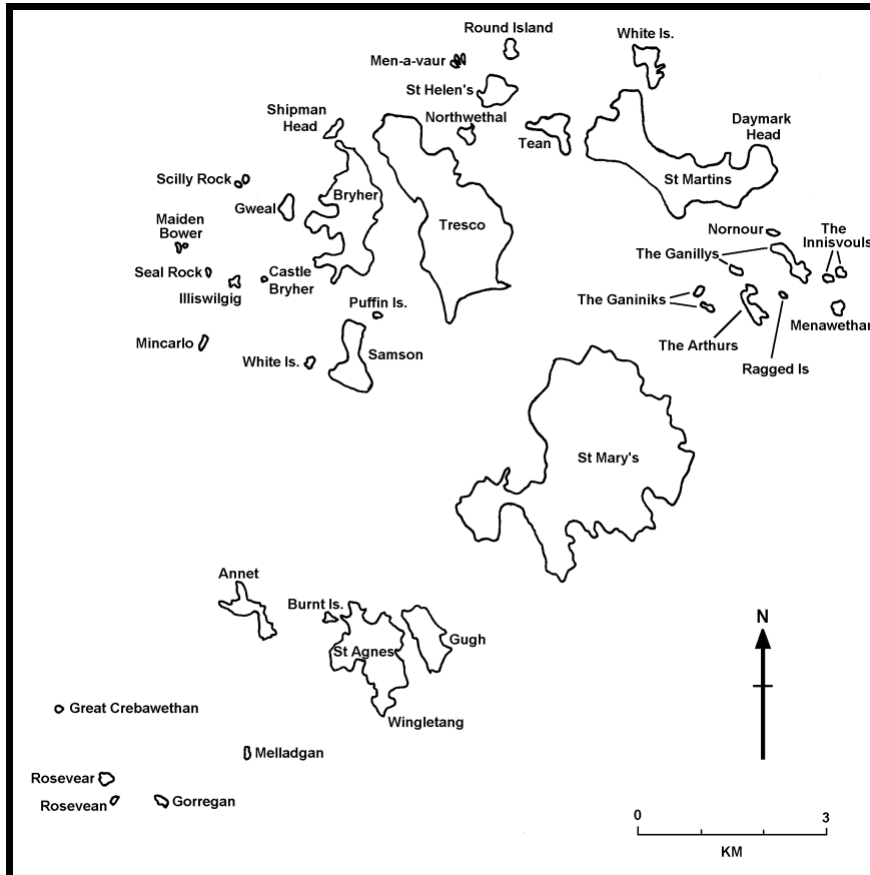 Round Island
White Is.
Men-a-vaur
St Helen's
Shipman
Head
Northwethal
Daymark
Head
Tean
Scilly Rock
Bryher
St Martins
Gweal
Maiden
Bower
Tresco
Nornour
The
Innisvouls
The Ganillys
Seal Rock
Castle
Bryher
Illiswilgig
Puffin Is.
The Ganiniks
Menawethan
Mincarlo
White Is.
Samson
The Arthurs
Ragged Is
St Mary's
Annet
Burnt Is.
St Agnes
Gugh
N
Great Crebawethan
Wingletang
Melladgan
Rosevear
Rosevean
Gorregan
0
3
KM